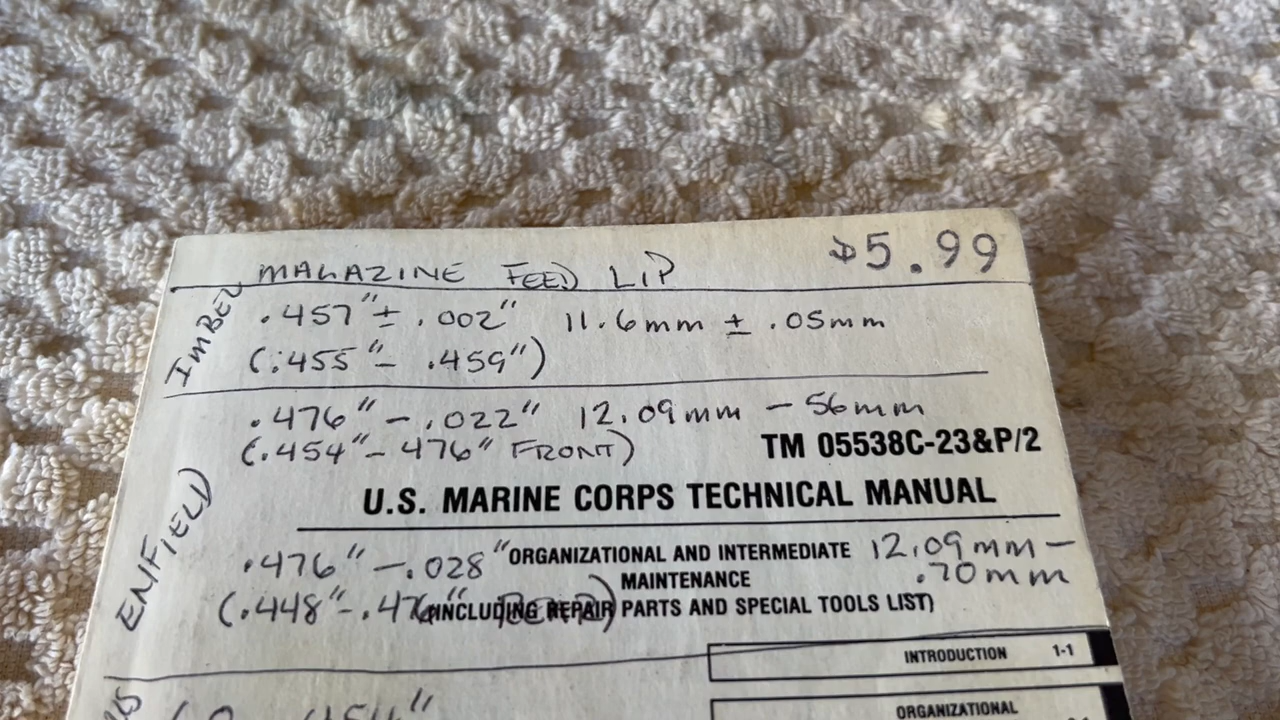 $5.99
MAGAZINE FEED LIP
IMBEL
.457" ± .002" 11.6mm ± .05mm
(.455" - .459")
.476" - .022" 12.09mm - 56mm
(.454" - 476" FRONT)
TM 05538C-23&P/2
U.S. MARINE CORPS TECHNICAL MANUAL
ENFIELD
.476" - .028" 12.09mm -
.70mm
ORGANIZATIONAL AND INTERMEDIATE
MAINTENANCE
(.448" - .476"
(INCLUDING REPAIR PARTS AND SPECIAL TOOLS LIST)
INTRODUCTION 1-1
ORGANIZATIONAL